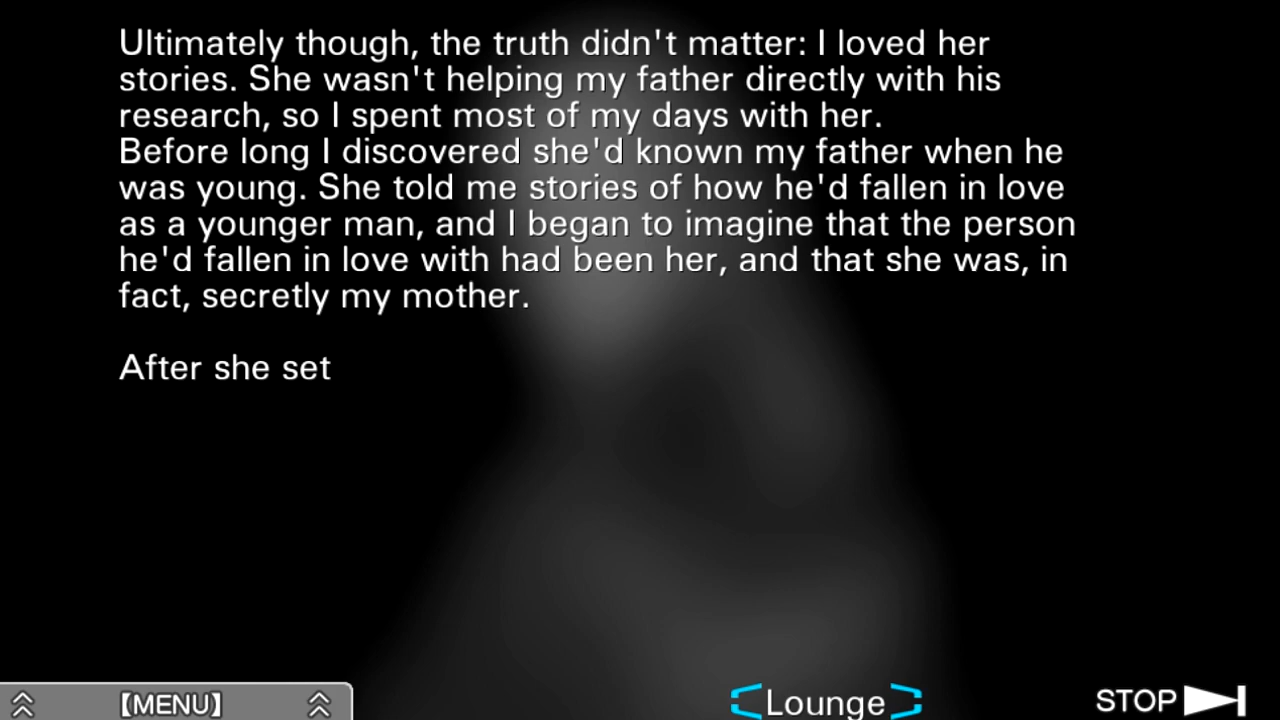 Ultimately though, the truth didn't matter: I loved her
stories. She wasn't helping my father directly with his
research, so I spent most of my days with her.
Before long I discovered she'd known my father when he
was young. She told me stories of how he'd fallen in love
as a younger man, and I began to imagine that the person
he'd fallen in love with had been her, and that she was, in
fact, secretly my mother.
After she set
【MENU】
Lounge
STOP